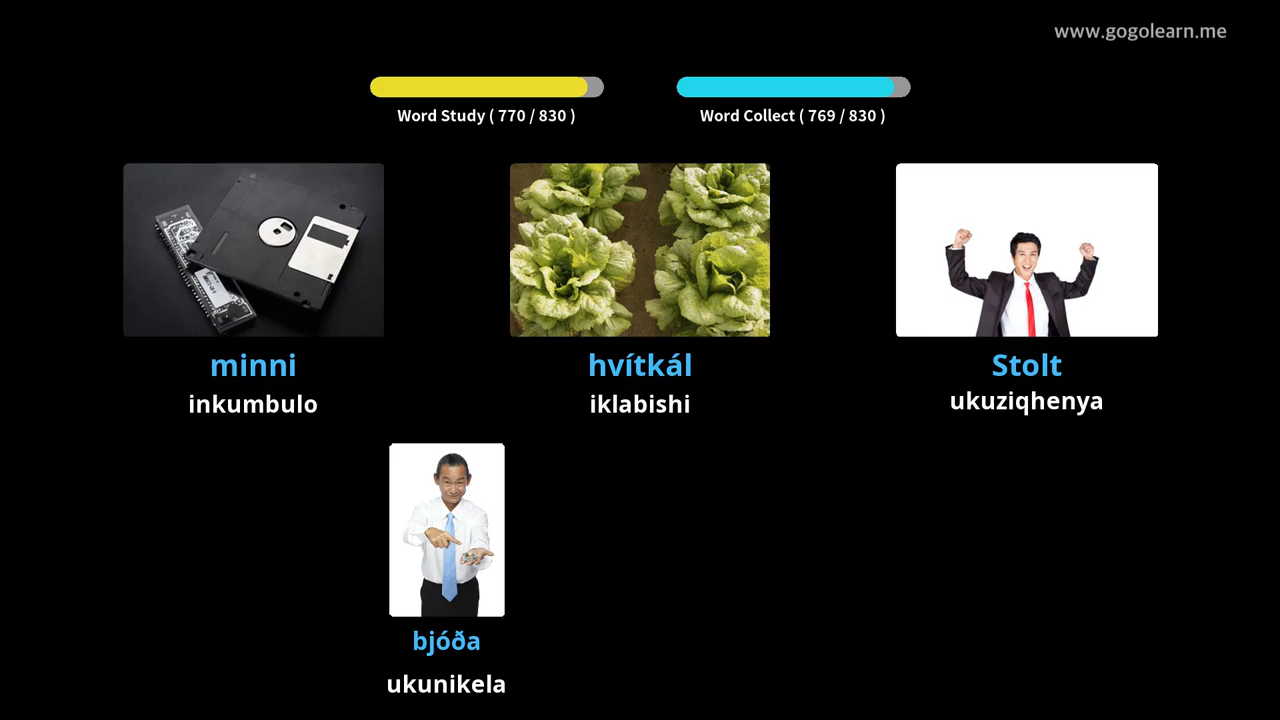 www.gogolearn.me
Word Study ( 770 / 830 )
Word Collect ( 769 / 830 )
minni
hvítkál
Stolt
inkumbulo
iklabishi
ukuziqhenya
bjóða
ukunikela